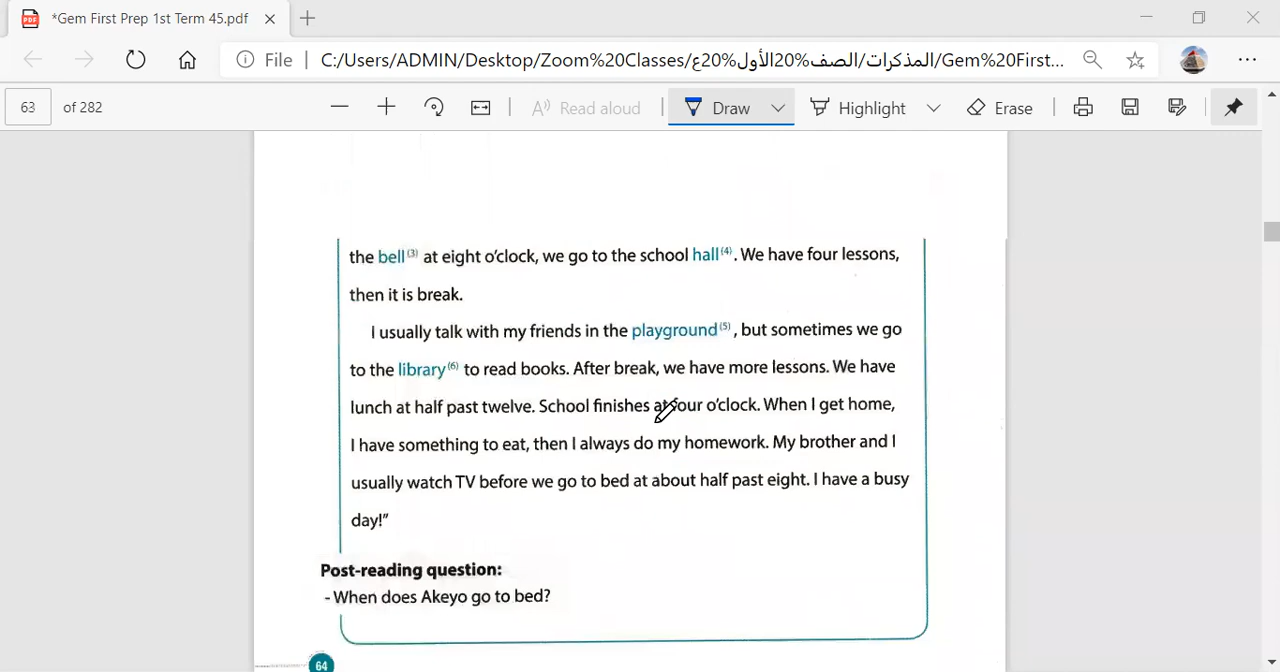 *Gem First Prep 1st Term 45.pdf
File
C:/Users/ADMIN/Desktop/Zoom%20Classes/المذكرات/الصف%20الأول%20ع/Gem%20First...
63 of 282
Read aloud
Draw
Highlight
Erase
the bell(3) at eight o'clock, we go to the school hall(4). We have four lessons,
then it is break.
I usually talk with my friends in the playground(5), but sometimes we go
to the library(6) to read books. After break, we have more lessons. We have
lunch at half past twelve. School finishes at four o'clock. When I get home,
I have something to eat, then I always do my homework. My brother and I
usually watch TV before we go to bed at about half past eight. I have a busy
day!"
Post-reading question:
- When does Akeyo go to bed?
64